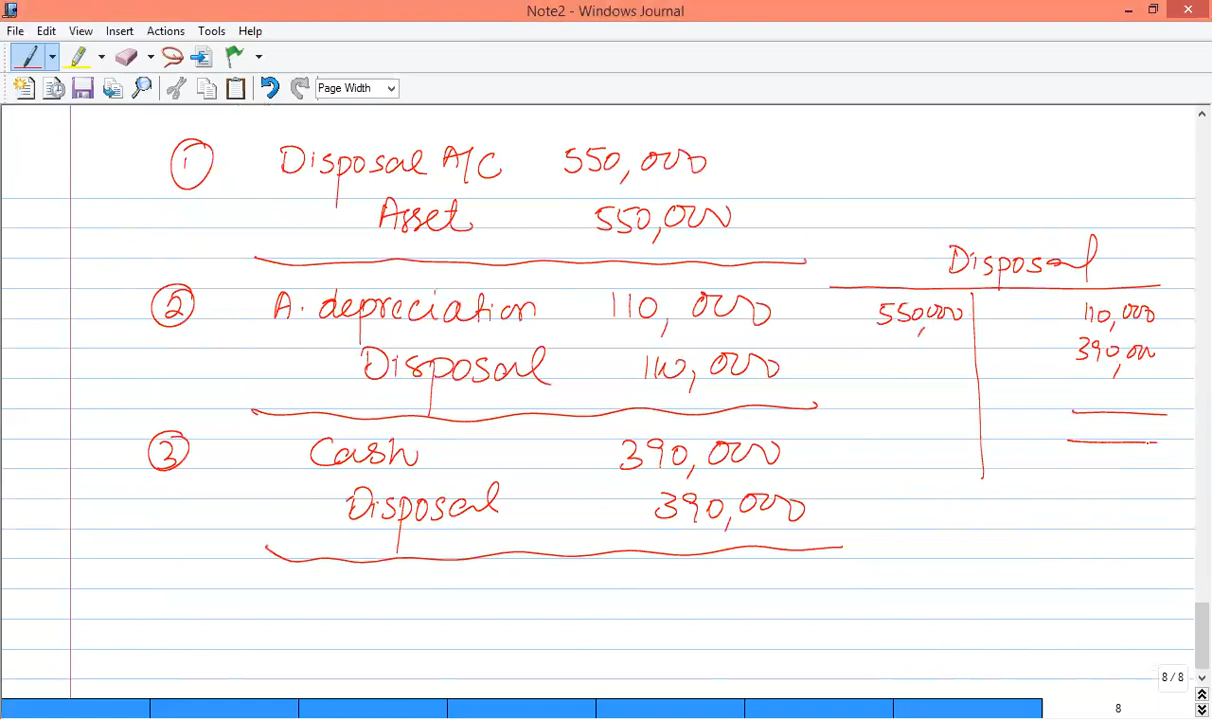 Note2 - Windows Journal
File Edit View Insert Actions Tools Help
Page Width
① Disposal A/C 550,000
Asset 550,000
② A. depreciation 110,000
Disposal 110,000
③ Cash 390,000
Disposal 390,000
Disposal
550,000 110,000
390,000
8 / 8
8